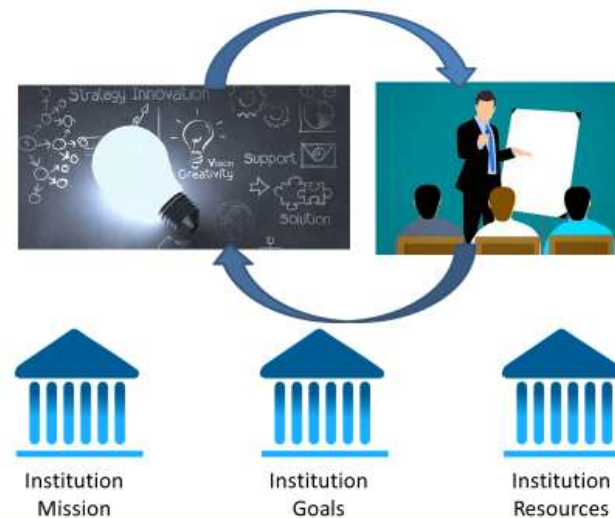 Strategy Innovation
Vision
Creativity
Support
Solution
Institution
Mission
Institution
Goals
Institution
Resources